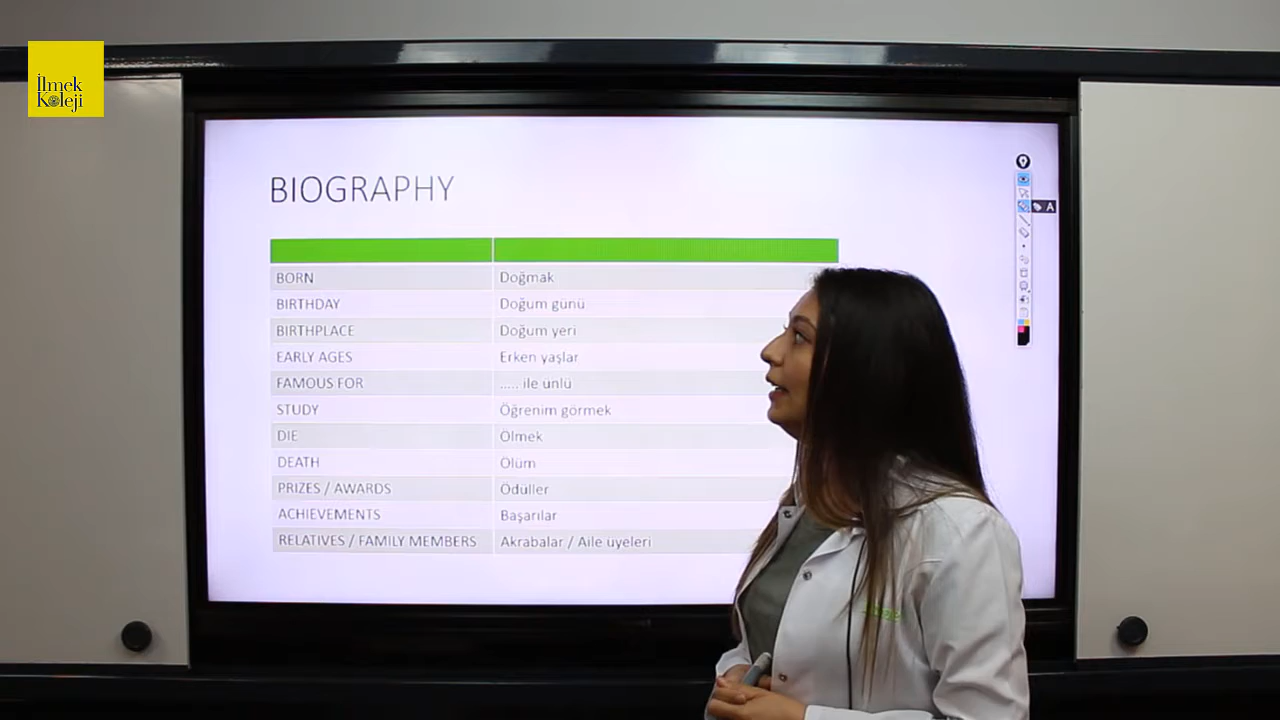 İlmek
Koleji
BIOGRAPHY
A
BORN Doğmak
BIRTHDAY Doğum günü
BIRTHPLACE Doğum yeri
EARLY AGES Erken yaşlar
FAMOUS FOR ..... ile ünlü
STUDY Öğrenim görmek
DIE Ölmek
DEATH Ölüm
PRIZES / AWARDS Ödüller
ACHIEVEMENTS Başarılar
RELATIVES / FAMILY MEMBERS Akrabalar / Aile üyeleri